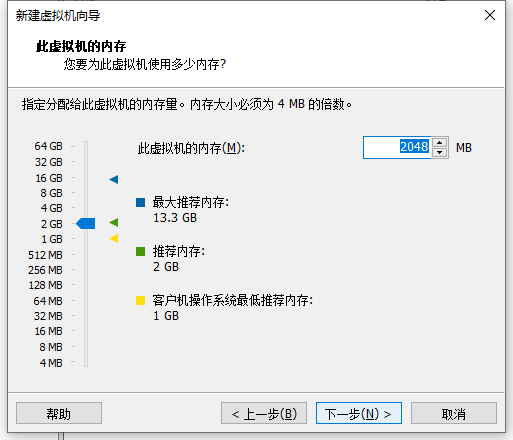 新建虚拟机向导
此虚拟机的内存
您要为此虚拟机使用多少内存?
指定分配给此虚拟机的内存量。内存大小必须为 4 MB 的倍数。
64 GB
此虚拟机的内存(M):
2048
MB
32 GB
16 GB
8 GB
4 GB
2 GB
1 GB
512 MB
256 MB
128 MB
64 MB
32 MB
16 MB
8 MB
4 MB
最大推荐内存:
13.3 GB
推荐内存:
2 GB
客户机操作系统最低推荐内存:
1 GB
帮助
< 上一步(B)
下一步(N) >
取消